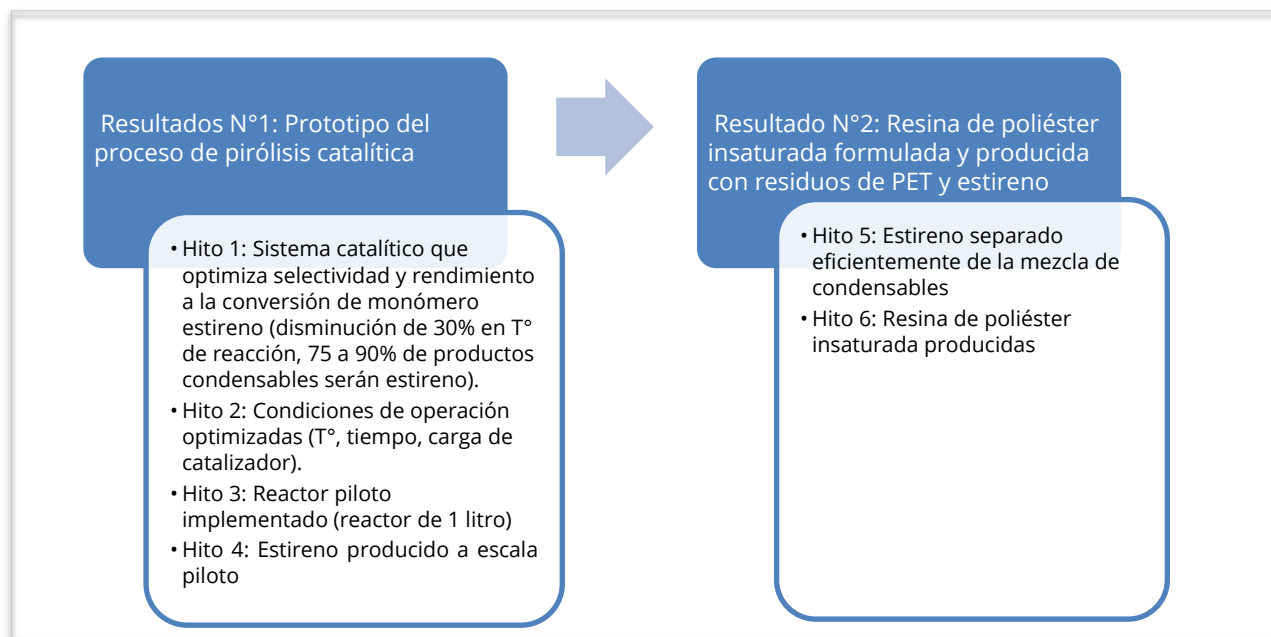 Resultados N°1: Prototipo del
proceso de pirólisis catalítica
• Hito 1: Sistema catalítico que
optimiza selectividad y rendimiento
a la conversión de monómero
estireno (disminución de 30% en T°
de reacción, 75 a 90% de productos
condensables serán estireno).
• Hito 2: Condiciones de operación
optimizadas (T°, tiempo, carga de
catalizador).
• Hito 3: Reactor piloto
implementado (reactor de 1 litro)
• Hito 4: Estireno producido a escala
piloto
Resultado N°2: Resina de poliéster
insaturada formulada y producida
con residuos de PET y estireno
• Hito 5: Estireno separado
eficientemente de la mezcla de
condensables
• Hito 6: Resina de poliéster
insaturada producidas